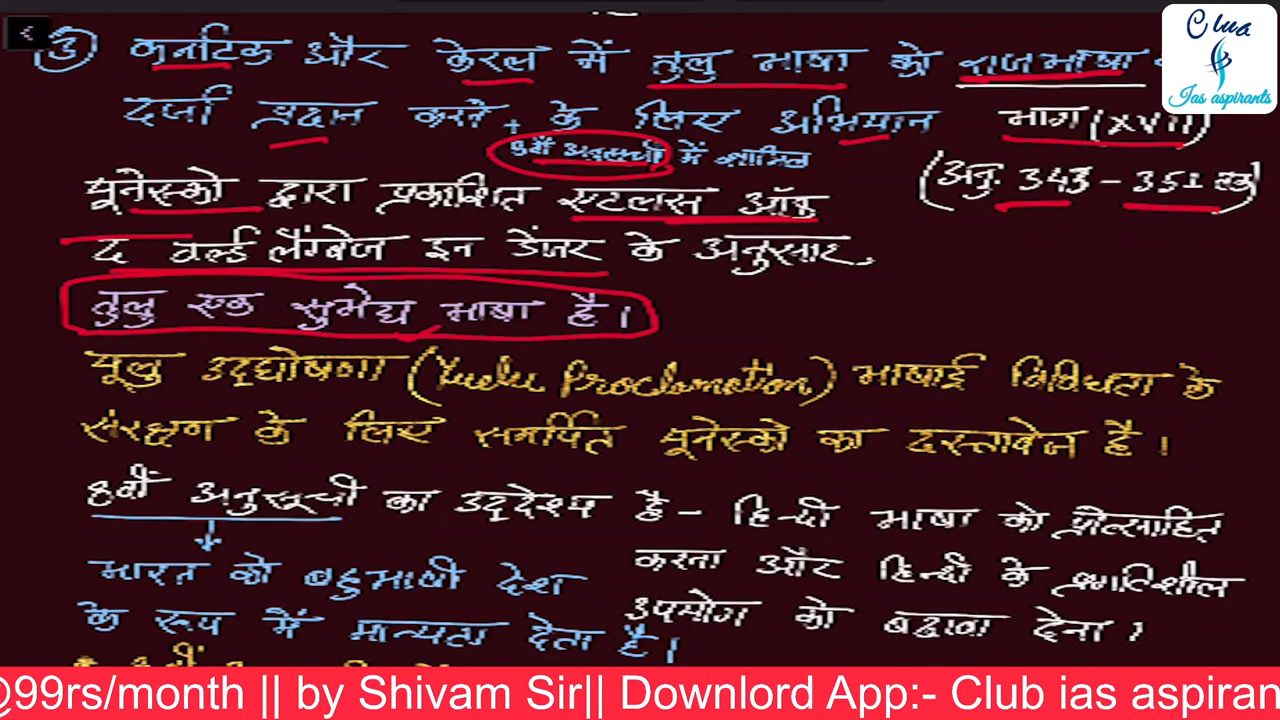 ③ कर्नाटक और केरल में तुलु भाषा को राजभाषा
दर्जा प्रदान करने + के लिए अभियान भाग (XVII)
8वीं अनुसूची में शामिल
(अनु. 343 - 351 तक)
यूनेस्को द्वारा प्रकाशित एटलस ऑफ
द वर्ल्ड लैंग्वेज इन डेंजर के अनुसार,
तुलु एक सुभेद्य भाषा है।
यूलु उद्घोषणा (Yuelu Proclamation) भाषाई विविधता के
संरक्षण के लिए समर्पित यूनेस्को का दस्तावेज है।
8वीं अनुसूची का उद्देश्य है - हिन्दी भाषा को प्रोत्साहित
करना और हिन्दी के प्रगतिशील
उपयोग को बढ़ावा देना।
भारत को बहुभाषी देश
के रूप में मान्यता देता है।
Club
Ias aspirants
@99rs/month || by Shivam Sir|| Downlord App:- Club ias aspiran